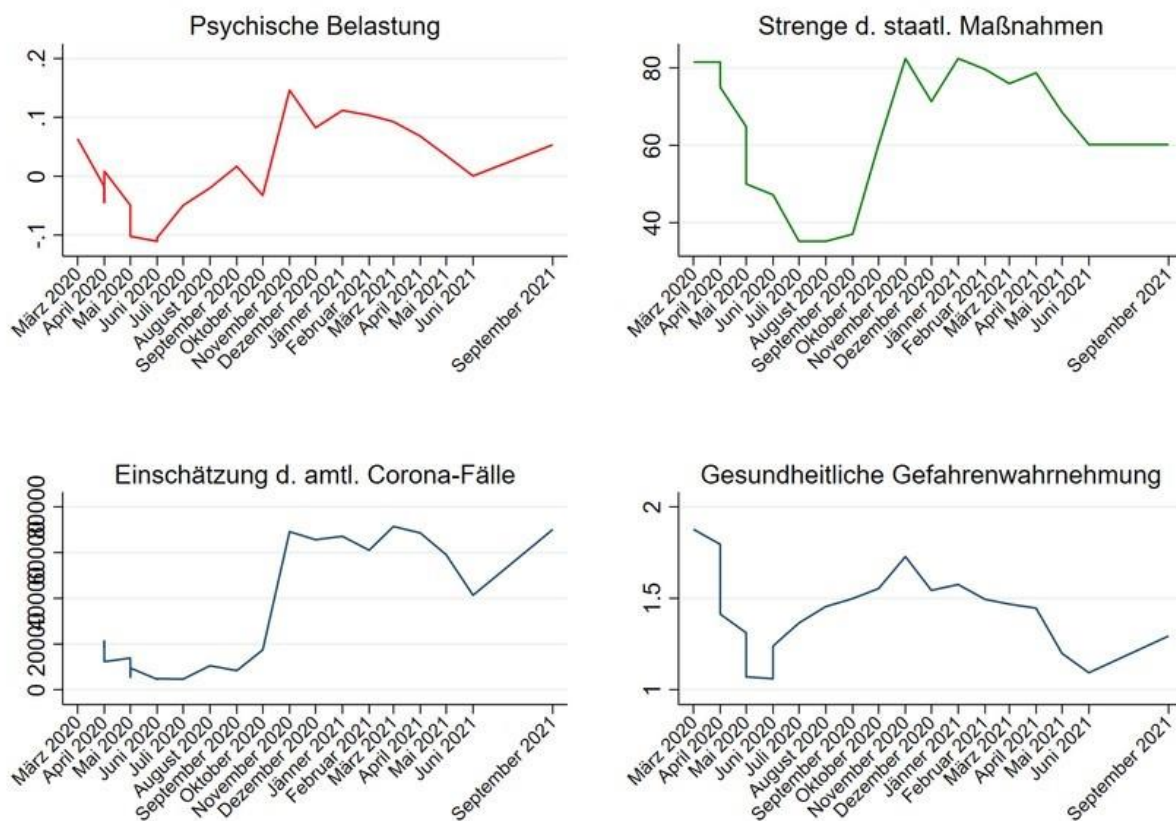 Psychische Belastung
.2
.1
0
-.1
März 2020
April 2020
Mai 2020
Juni 2020
Juli 2020
August 2020
September 2020
Oktober 2020
November 2020
Dezember 2020
Jänner 2021
Februar 2021
März 2021
April 2021
Mai 2021
Juni 2021
September 2021
Strenge d. staatl. Maßnahmen
80
60
40
März 2020
April 2020
Mai 2020
Juni 2020
Juli 2020
August 2020
September 2020
Oktober 2020
November 2020
Dezember 2020
Jänner 2021
Februar 2021
März 2021
April 2021
Mai 2021
Juni 2021
September 2021
Einschätzung d. amtl. Corona-Fälle
80000
60000
40000
20000
0
März 2020
April 2020
Mai 2020
Juni 2020
Juli 2020
August 2020
September 2020
Oktober 2020
November 2020
Dezember 2020
Jänner 2021
Februar 2021
März 2021
April 2021
Mai 2021
Juni 2021
September 2021
Gesundheitliche Gefahrenwahrnehmung
2
1.5
1
März 2020
April 2020
Mai 2020
Juni 2020
Juli 2020
August 2020
September 2020
Oktober 2020
November 2020
Dezember 2020
Jänner 2021
Februar 2021
März 2021
April 2021
Mai 2021
Juni 2021
September 2021